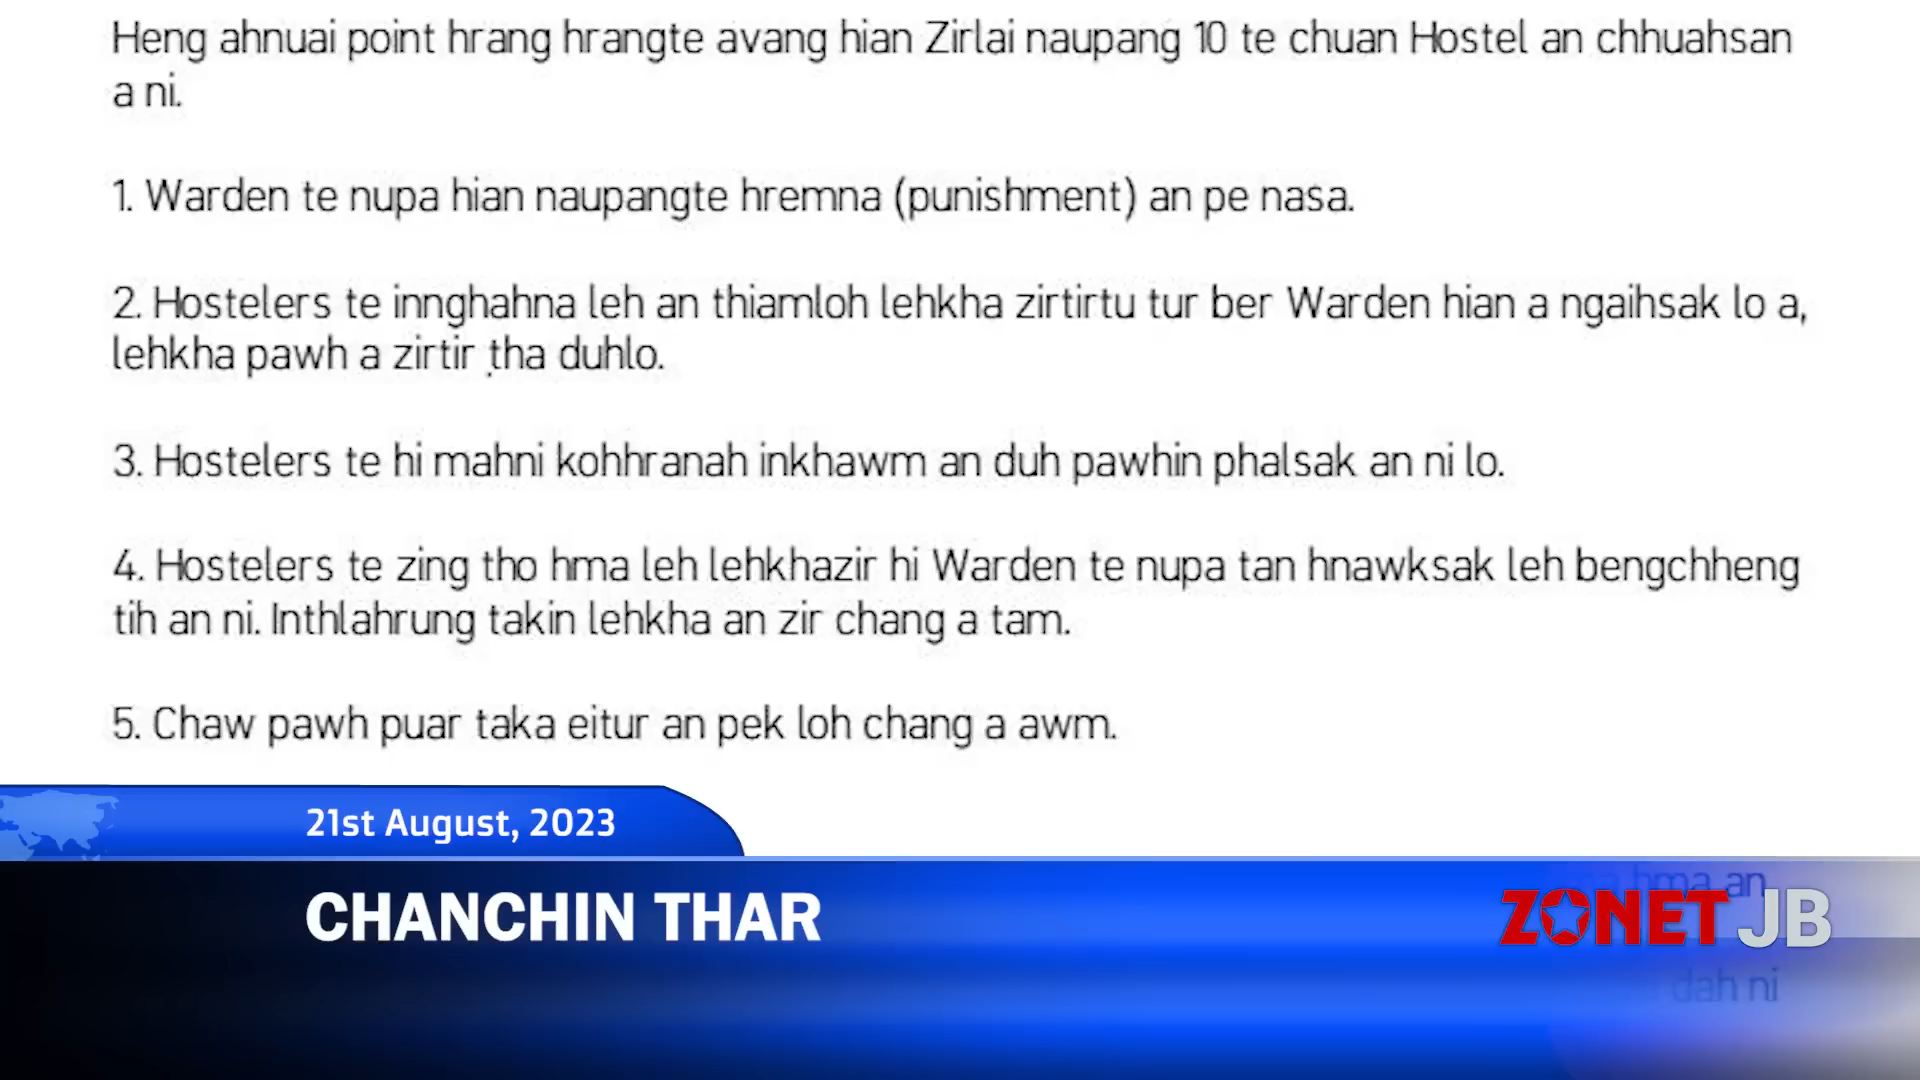 Heng ahnuai point hrang hrangte avang hian Zirlai naupang 10 te chuan Hostel an chhuahsan
a ni.
1. Warden te nupa hian naupangte hremna (punishment) an pe nasa.
2. Hostelers te innghahna leh an thiamloh lehkha zirtirtu tur ber Warden hian a ngaihsak lo a,
lehkha pawh a zirtir ṭha duhlo.
3. Hostelers te hi mahni kohhranah inkhawm an duh pawhin phalsak an ni lo.
4. Hostelers te zing tho hma leh lehkhazir hi Warden te nupa tan hnawksak leh bengchheng
tih an ni. Inthlahrung takin lehkha an zir chang a tam.
5. Chaw pawh puar taka eitur an pek loh chang a awm.
21st August, 2023
hma an
CHANCHIN THAR
ZONET JB
dah ni